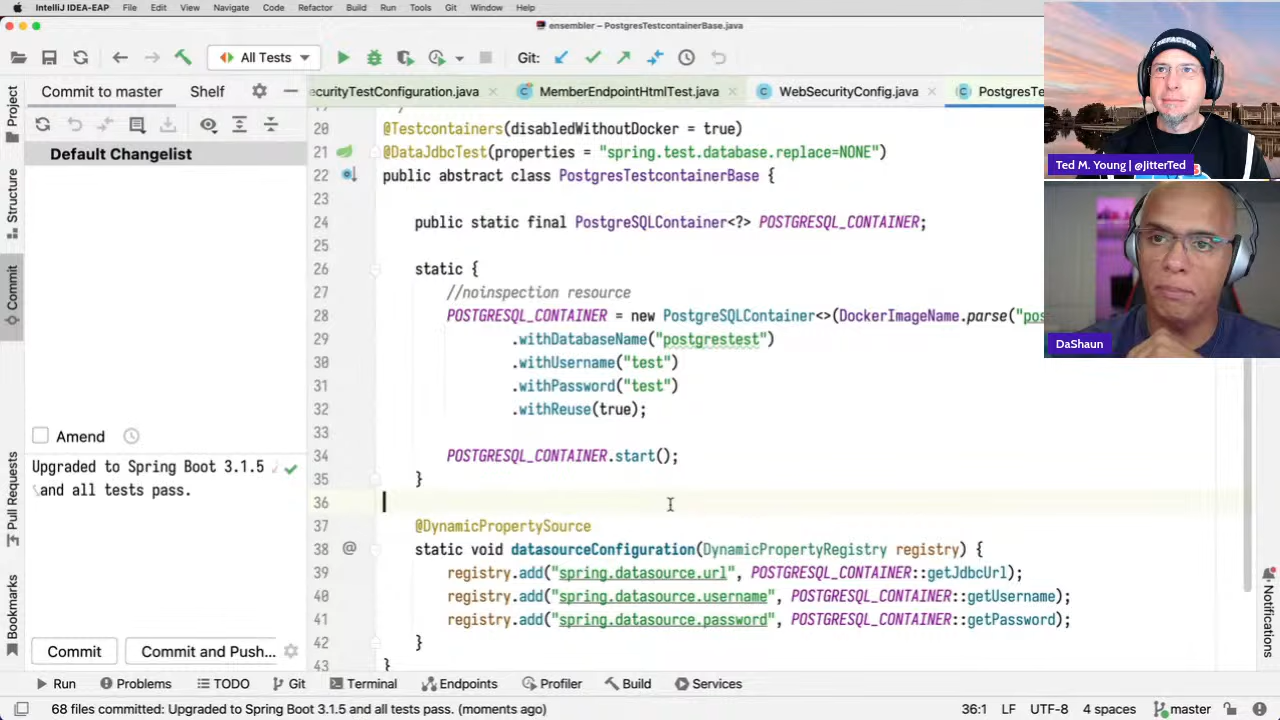 IntelliJ IDEA-EAP File Edit View Navigate Code Refactor Build Run Tools Git Window Help
ensembler – PostgresTestcontainerBase.java
All Tests
Git:
Commit to master Shelf
ecurityTestConfiguration.java MemberEndpointHtmlTest.java WebSecurityConfig.java PostgresTe
Default Changelist
20 @Testcontainers(disabledWithoutDocker = true)
21 @DataJdbcTest(properties = "spring.test.database.replace=NONE")
22 public abstract class PostgresTestcontainerBase {
23
24 public static final PostgreSQLContainer<?> POSTGRESQL_CONTAINER;
25
26 static {
27 //noinspection resource
28 POSTGRESQL_CONTAINER = new PostgreSQLContainer<>(DockerImageName.parse("pos
29 .withDatabaseName("postgrestest")
30 .withUsername("test")
31 .withPassword("test")
32 .withReuse(true);
33
34 POSTGRESQL_CONTAINER.start();
35 }
36
37 @DynamicPropertySource
38 static void datasourceConfiguration(DynamicPropertyRegistry registry) {
39 registry.add("spring.datasource.url", POSTGRESQL_CONTAINER::getJdbcUrl);
40 registry.add("spring.datasource.username", POSTGRESQL_CONTAINER::getUsername);
41 registry.add("spring.datasource.password", POSTGRESQL_CONTAINER::getPassword);
42 }
43 }
Amend
Upgraded to Spring Boot 3.1.5
and all tests pass.
Commit Commit and Push...
Project
Structure
Commit
Pull Requests
Bookmarks
Notifications
REFACTOR
Ted M. Young | @JitterTed
DaShaun
Run Problems TODO Git Terminal Endpoints Profiler Build Services
68 files committed: Upgraded to Spring Boot 3.1.5 and all tests pass. (moments ago)
36:1 LF UTF-8 4 spaces master